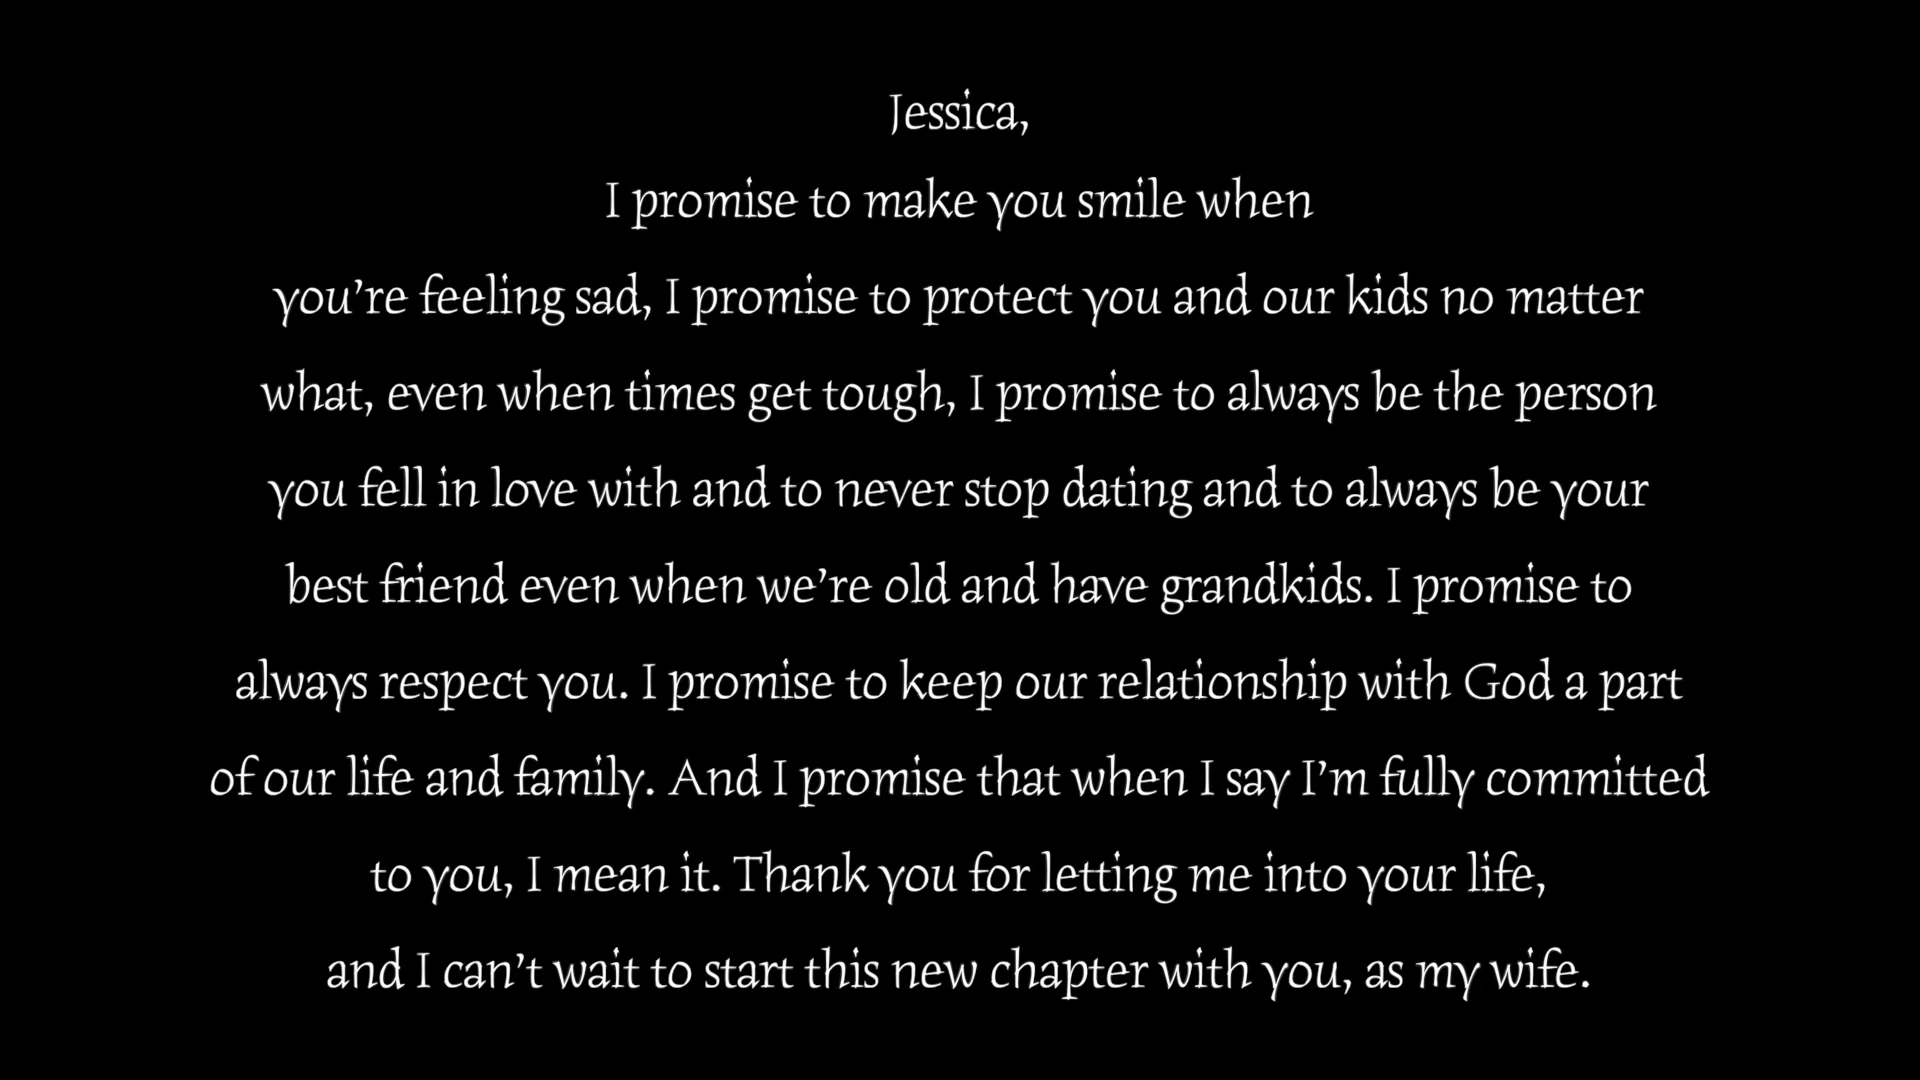 Jessica,
I promise to make you smile when
you’re feeling sad, I promise to protect you and our kids no matter
what, even when times get tough, I promise to always be the person
you fell in love with and to never stop dating and to always be your
best friend even when we’re old and have grandkids. I promise to
always respect you. I promise to keep our relationship with God a part
of our life and family. And I promise that when I say I’m fully committed
to you, I mean it. Thank you for letting me into your life,
and I can’t wait to start this new chapter with you, as my wife.